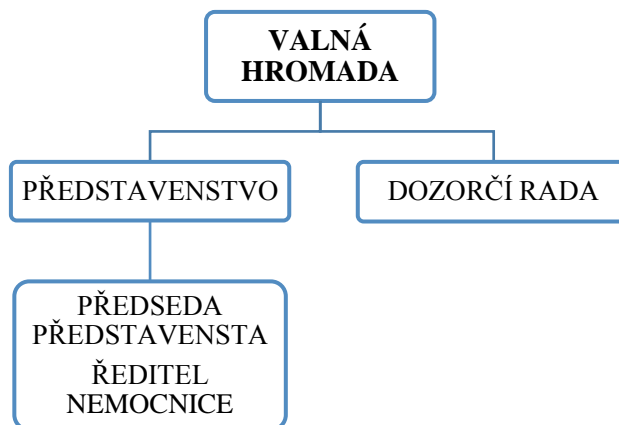 VALNÁ
HROMADA
PŘEDSTAVENSTVO
DOZORČÍ RADA
PŘEDSEDA
PŘEDSTAVENSTA
ŘEDITEL
NEMOCNICE